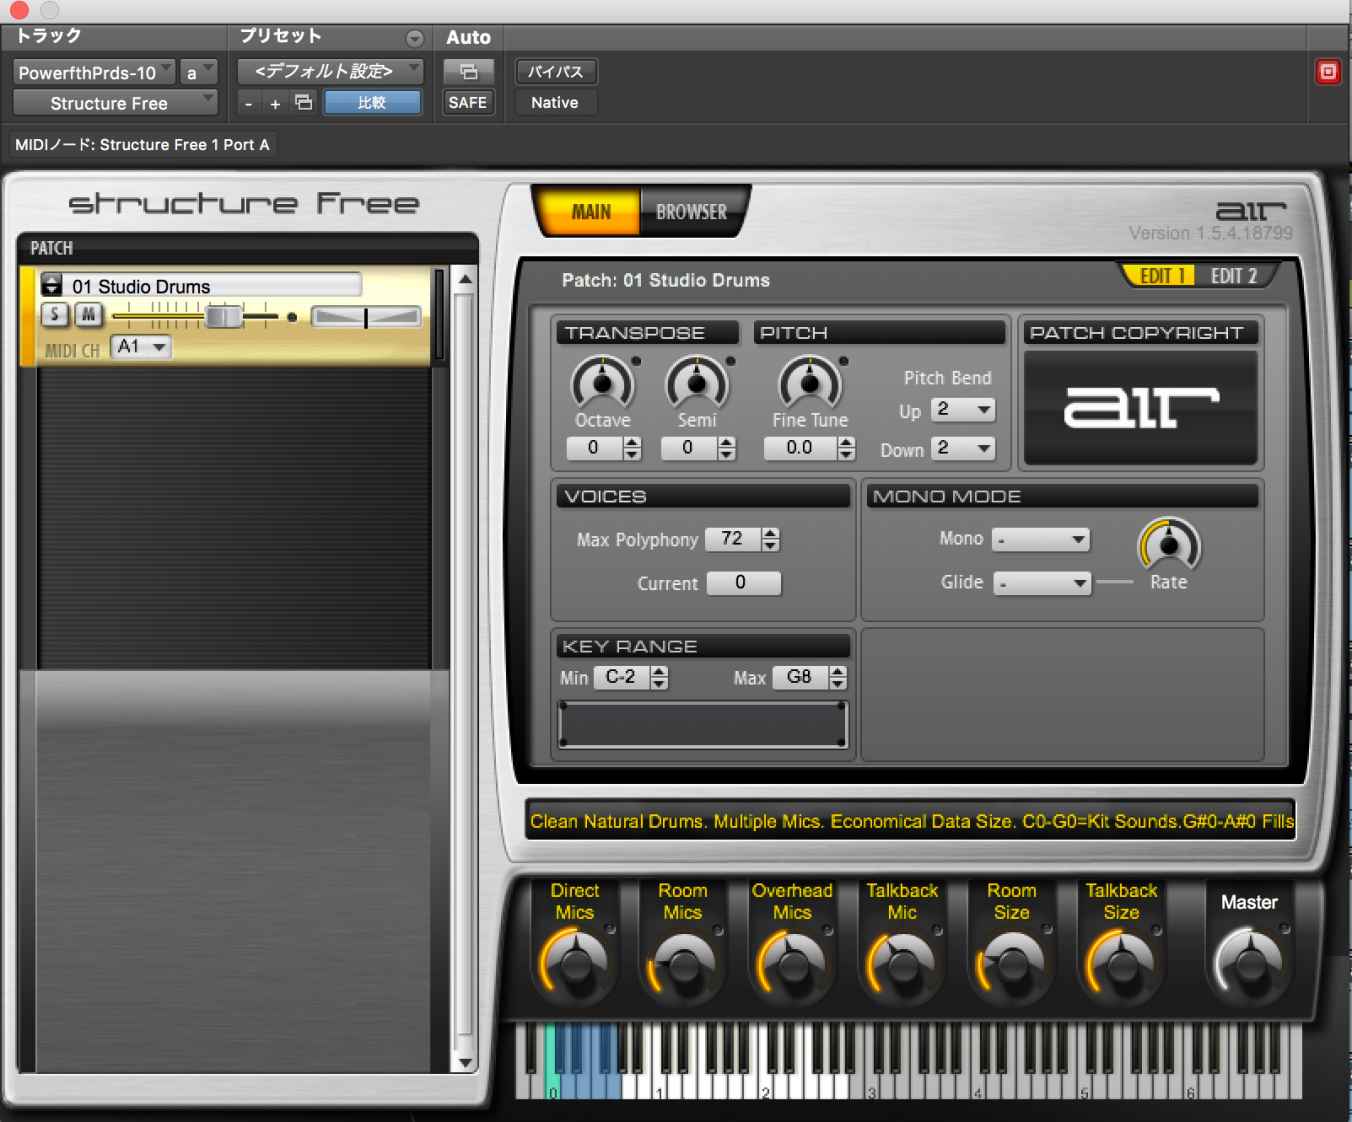 トラック
プリセット
Auto
PowerfthPrds-10
a
<デフォルト設定>
バイパス
Structure Free
- +
比較
SAFE
Native
MIDIノード: Structure Free 1 Port A
structure Free
MAIN
BROWSER
air
Version 1.5.4.18799
PATCH
01 Studio Drums
S
M
MIDI CH
A1
Patch: 01 Studio Drums
EDIT 1
EDIT 2
TRANSPOSE
PITCH
PATCH COPYRIGHT
Octave
Semi
Fine Tune
0
0
0.0
Pitch Bend
Up
2
Down
2
air
VOICES
Max Polyphony
72
Current
0
MONO MODE
Mono
-
Glide
-
Rate
KEY RANGE
Min
C-2
Max
G8
Clean Natural Drums. Multiple Mics. Economical Data Size. C0-G0=Kit Sounds.G#0-A#0 Fills
Direct
Mics
Room
Mics
Overhead
Mics
Talkback
Mic
Room
Size
Talkback
Size
Master
0
1
2
3
4
5
6